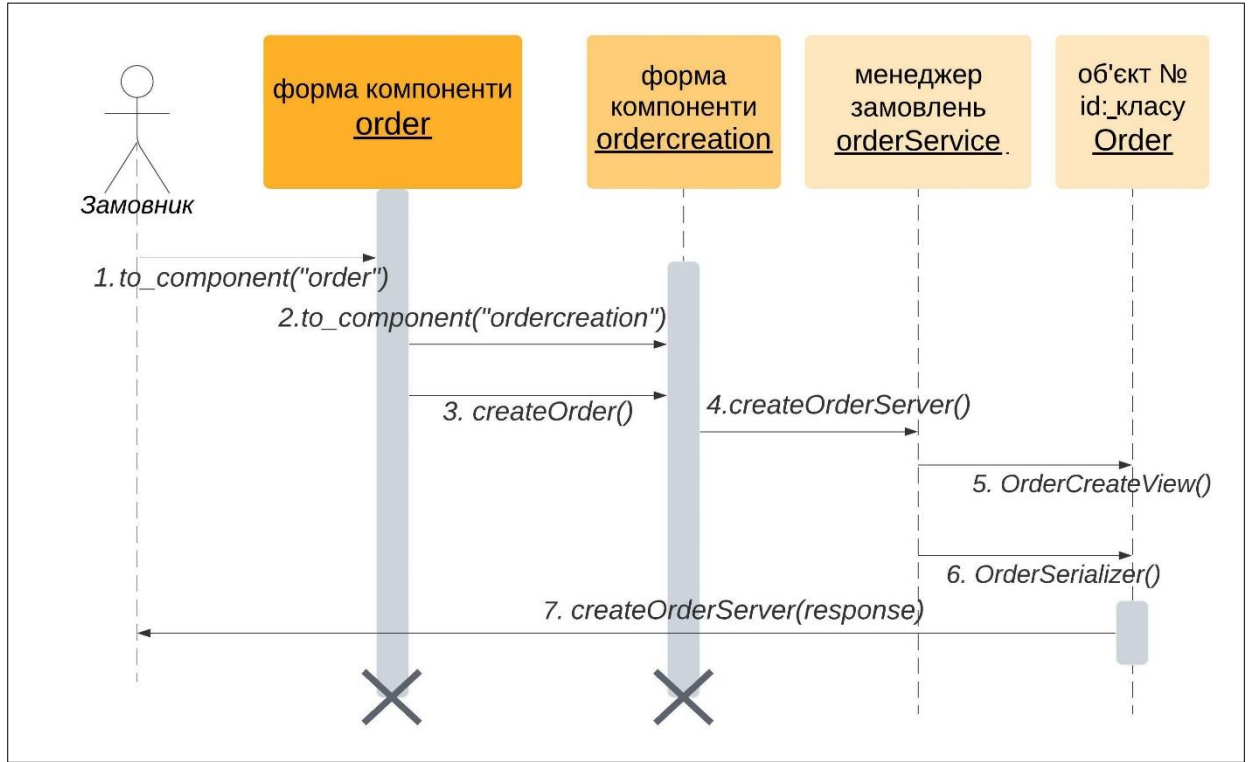 форма компоненти
order
форма
компоненти
ordercreation
менеджер
замовлень
orderService
об'єкт №
id: класу
Order
Замовник
1.to_component("order")
2.to_component("ordercreation")
3. createOrder()
4.createOrderServer()
5. OrderCreateView()
6. OrderSerializer()
7. createOrderServer(response)